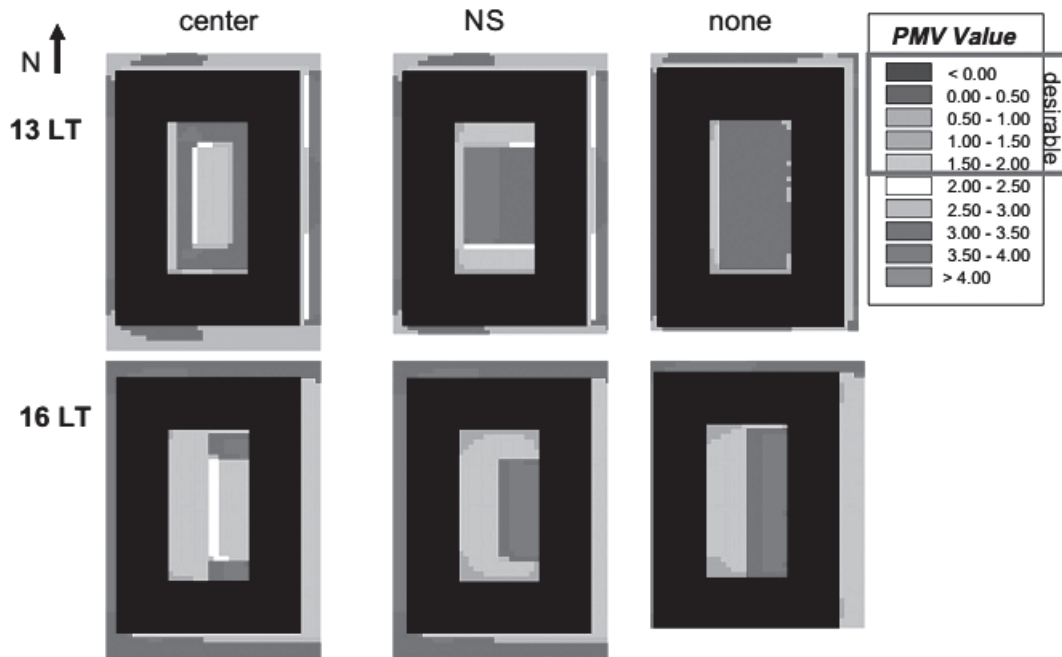 center NS none
N
13 LT
16 LT
PMV Value
< 0.00
0.00 - 0.50
0.50 - 1.00
1.00 - 1.50
1.50 - 2.00
2.00 - 2.50
2.50 - 3.00
3.00 - 3.50
3.50 - 4.00
> 4.00
desirable